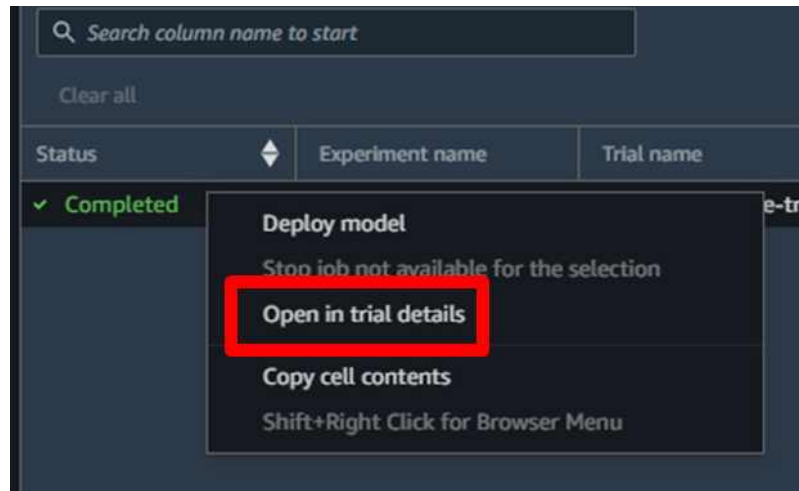 Search column name to start
Clear all
Status Experiment name Trial name
Completed e-tr
Deploy model
Stop job not available for the selection
Open in trial details
Copy cell contents
Shift+Right Click for Browser Menu